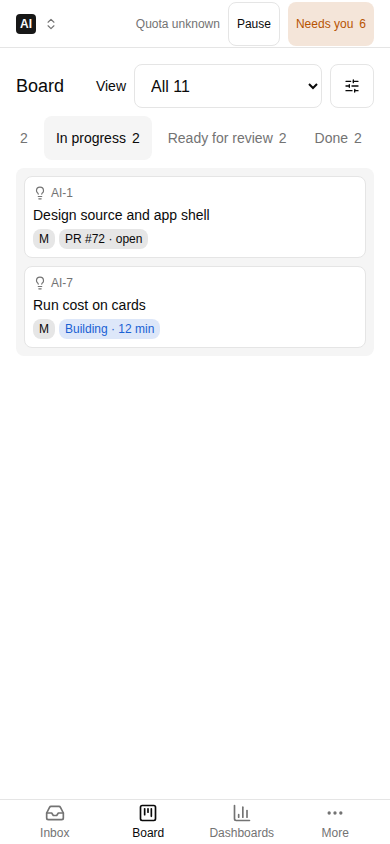 AI Quota unknown Pause Needs you 6
Board View All 11
2 In progress 2 Ready for review 2 Done 2
AI-1
Design source and app shell
M PR #72 · open
AI-7
Run cost on cards
M Building · 12 min
Inbox Board Dashboards More